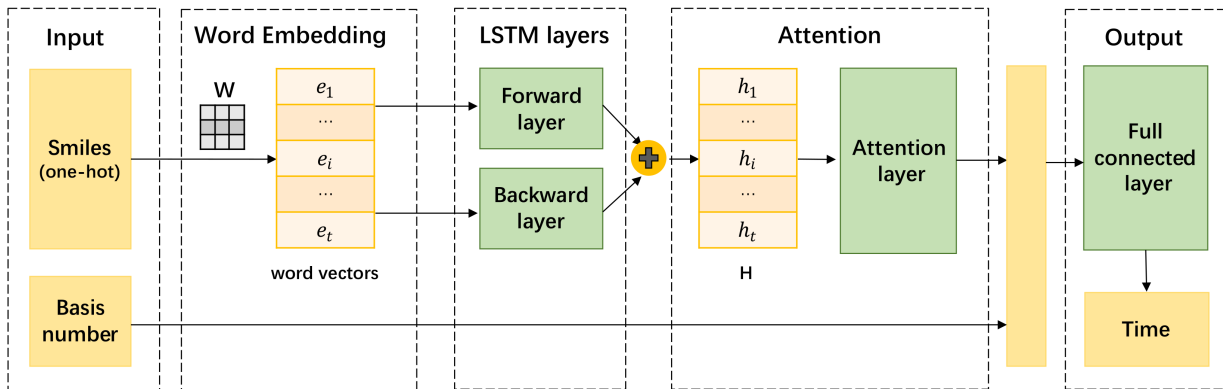 Input
Smiles
(one-hot)
Basis
number
Word Embedding
W
e₁
...
eᵢ
...
eₜ
word vectors
LSTM layers
Forward
layer
Backward
layer
Attention
h₁
...
hᵢ
...
hₜ
H
Attention
layer
Output
Full
connected
layer
Time